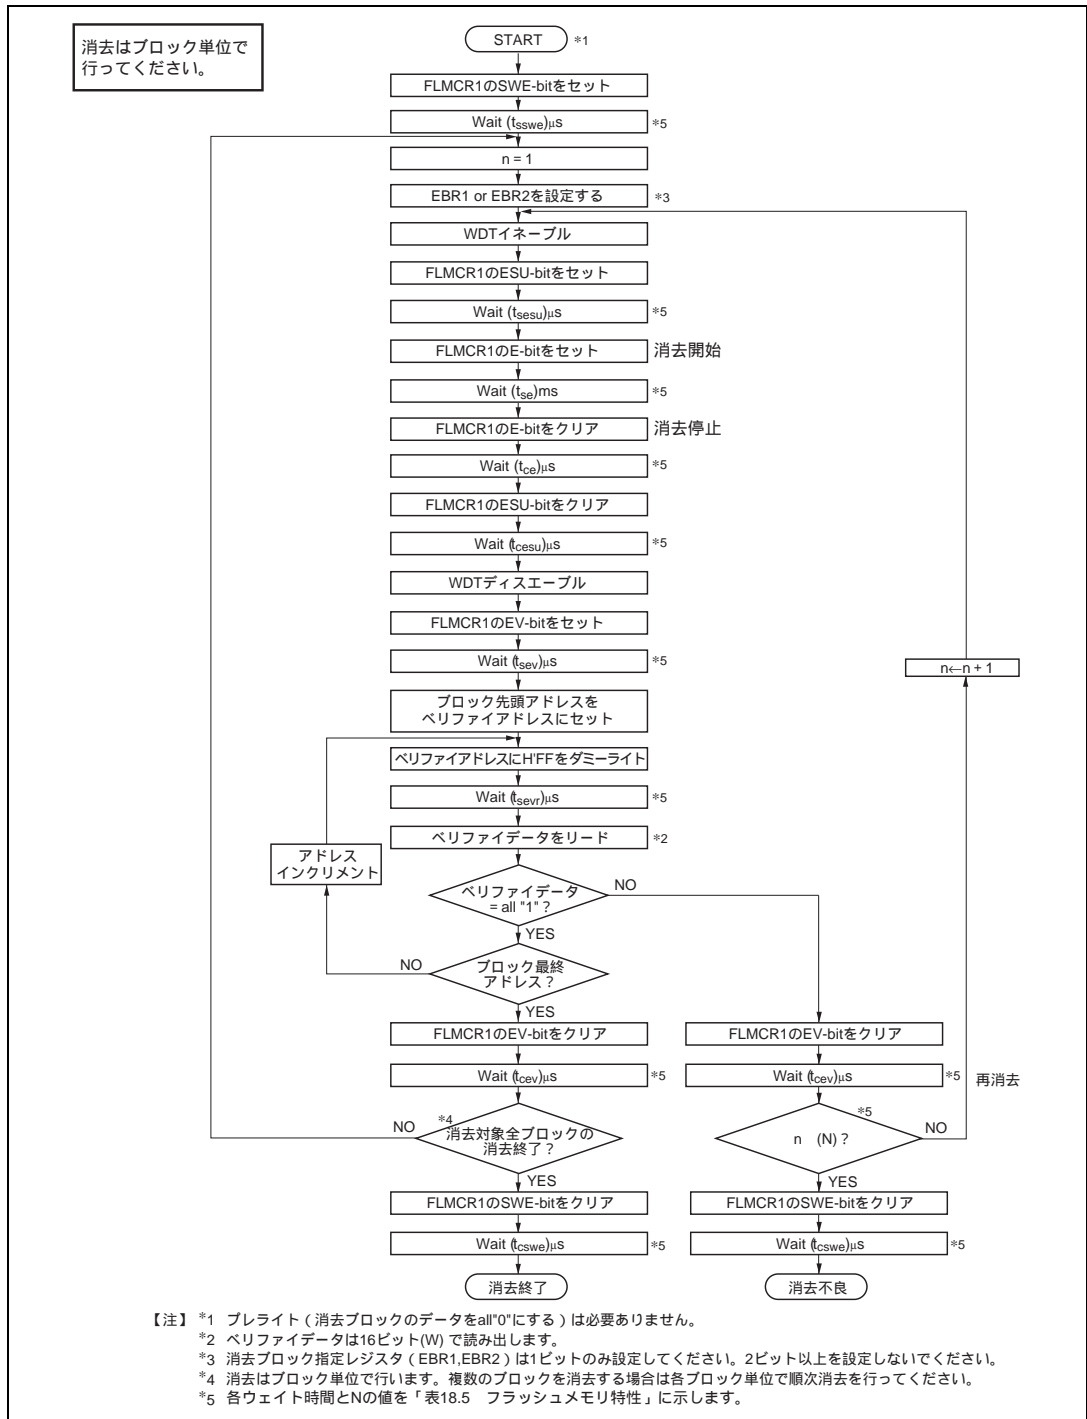 消去はブロック単位で
行ってください。
START *1
FLMCR1のSWE-bitをセット
Wait (tsswe)μs *5
n = 1
EBR1 or EBR2を設定する *3
WDTイネーブル
FLMCR1のESU-bitをセット
Wait (tsesu)μs *5
FLMCR1のE-bitをセット 消去開始
Wait (tse)ms *5
FLMCR1のE-bitをクリア 消去停止
Wait (tce)μs *5
FLMCR1のESU-bitをクリア
Wait (tcesu)μs *5
WDTディスエーブル
FLMCR1のEV-bitをセット
Wait (tsev)μs *5
n←n + 1
ブロック先頭アドレスを
ベリファイアドレスにセット
ベリファイアドレスにH'FFをダミーライト
Wait (tsevr)μs *5
ベリファイデータをリード *2
アドレス
インクリメント
ベリファイデータ
= all "1" ?
NO
YES
NO
ブロック最終
アドレス？
YES
FLMCR1のEV-bitをクリア
Wait (tcev)μs *5
NO
*4
消去対象全ブロックの
消去終了？
YES
FLMCR1のSWE-bitをクリア
Wait (tcswe)μs *5
消去終了
FLMCR1のEV-bitをクリア
Wait (tcev)μs *5
再消去
*5
n (N) ?
NO
YES
FLMCR1のSWE-bitをクリア
Wait (tcswe)μs *5
消去不良
【注】 *1 プレライト（消去ブロックのデータをall"0"にする）は必要ありません。
*2 ベリファイデータは16ビット(W) で読み出します。
*3 消去ブロック指定レジスタ（EBR1,EBR2）は1ビットのみ設定してください。2ビット以上を設定しないでください。
*4 消去はブロック単位で行います。複数のブロックを消去する場合は各ブロック単位で順次消去を行ってください。
*5 各ウェイト時間とNの値を「表18.5 フラッシュメモリ特性」に示します。